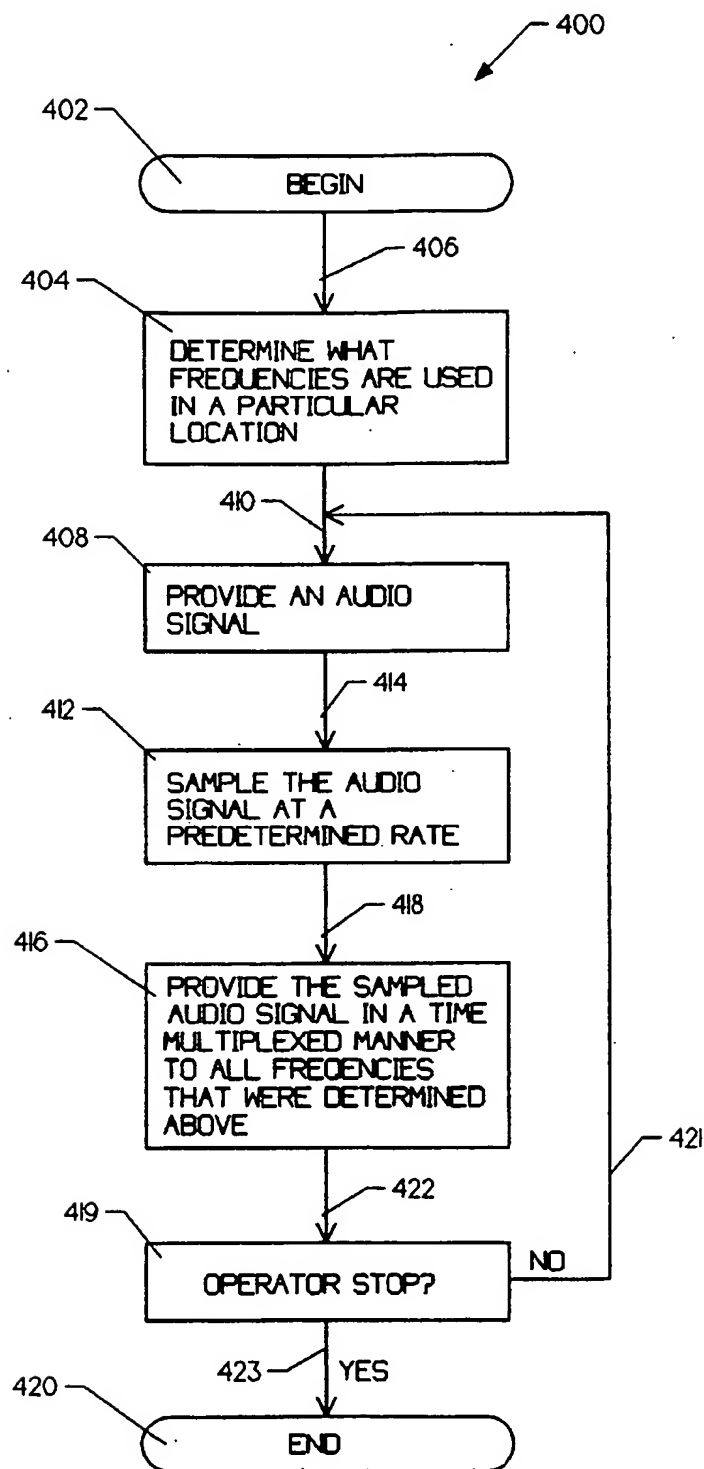 400
402
BEGIN
406
404
DETERMINE WHAT
FREQUENCIES ARE USED
IN A PARTICULAR
LOCATION
410
408
PROVIDE AN AUDIO
SIGNAL
414
412
SAMPLE THE AUDIO
SIGNAL AT A
PREDETERMINED RATE
418
416
PROVIDE THE SAMPLED
AUDIO SIGNAL IN A TIME
MULTIPLEXED MANNER
TO ALL FREQENCIES
THAT WERE DETERMINED
ABOVE
421
422
419
OPERATOR STOP?
NO
423
YES
420
END